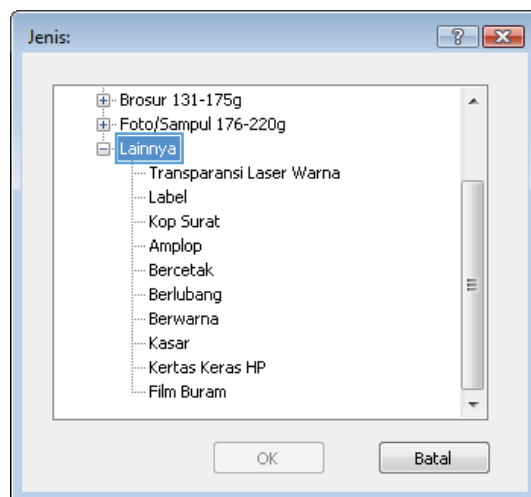 Jenis:
Brosur 131-175g
Foto/Sampul 176-220g
Lainnya
Transparansi Laser Warna
Label
Kop Surat
Amplop
Bercetak
Berlubang
Berwarna
Kasar
Kertas Keras HP
Film Buram
OK
Batal